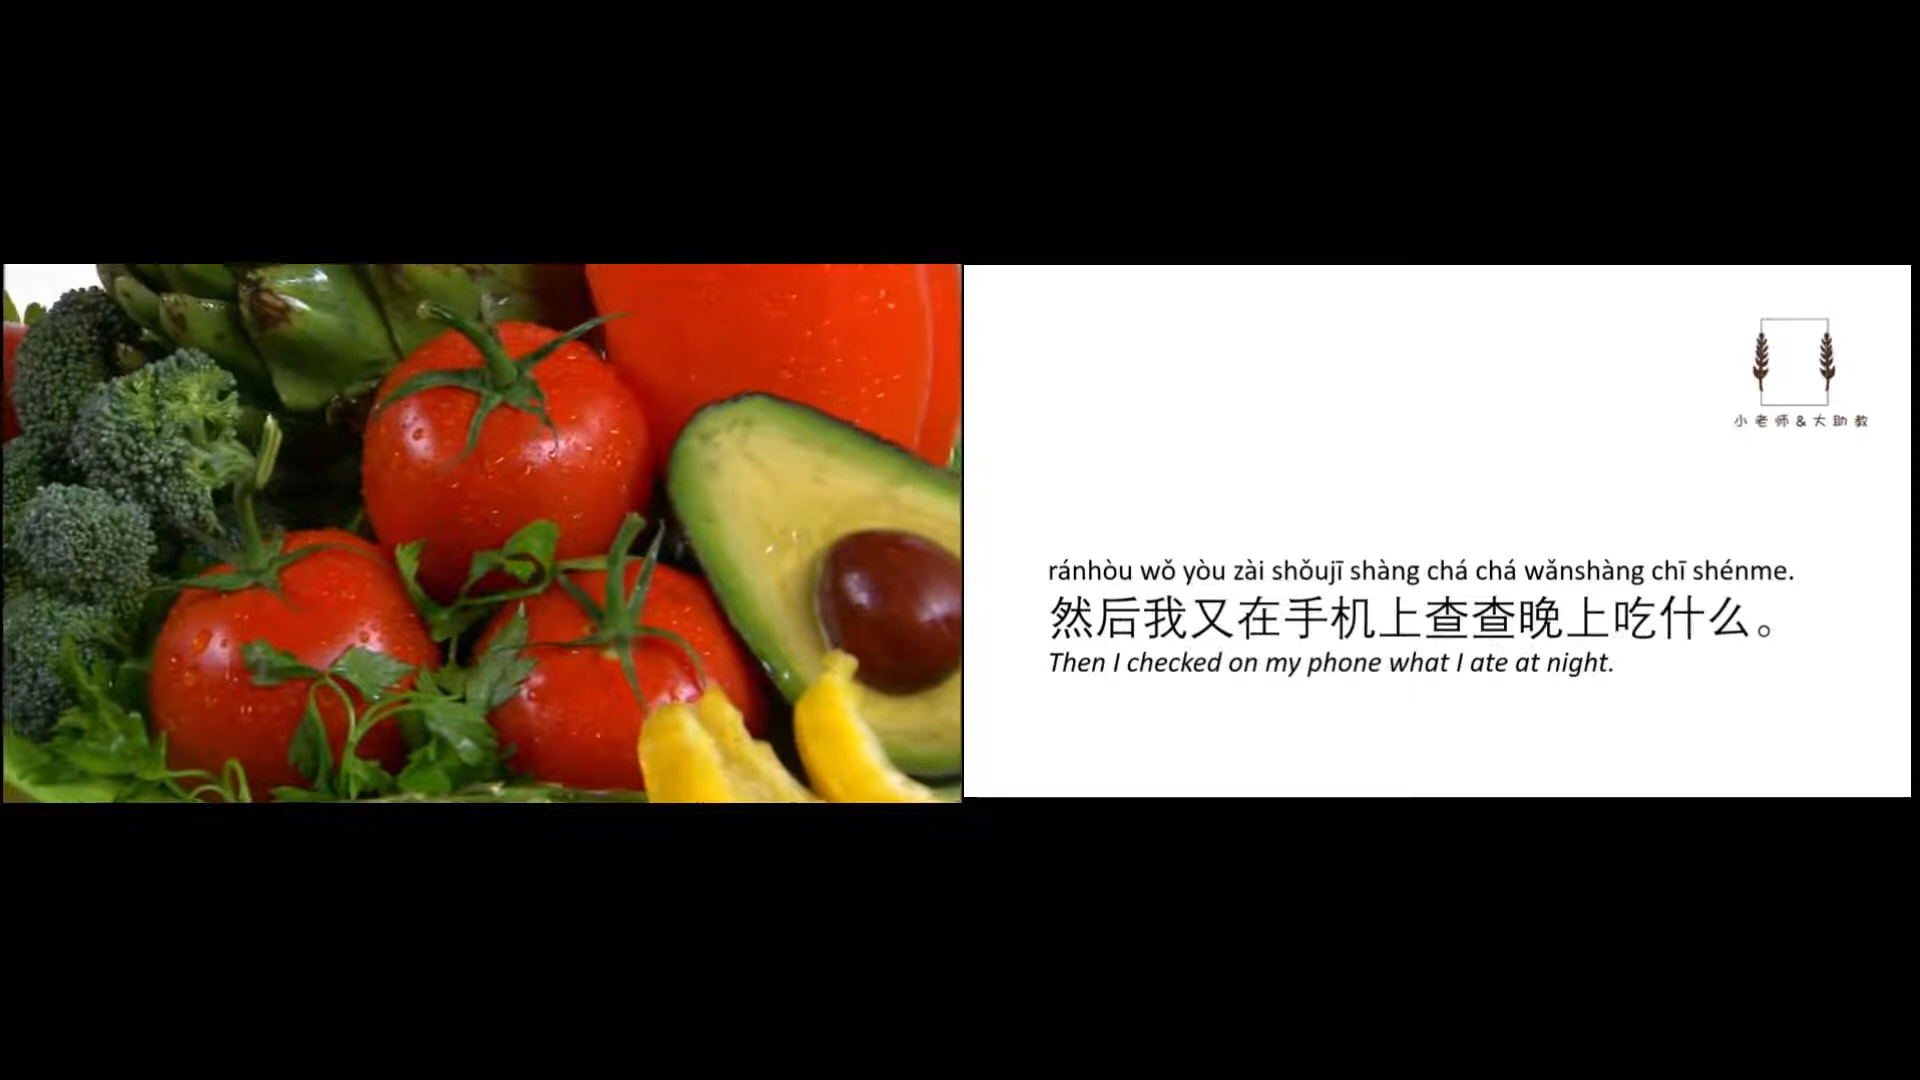 小老师&大助教
ránhòu wǒ yòu zài shǒujī shàng chá chá wǎnshàng chī shénme.
然后我又在手机上查查晚上吃什么。
Then I checked on my phone what I ate at night.